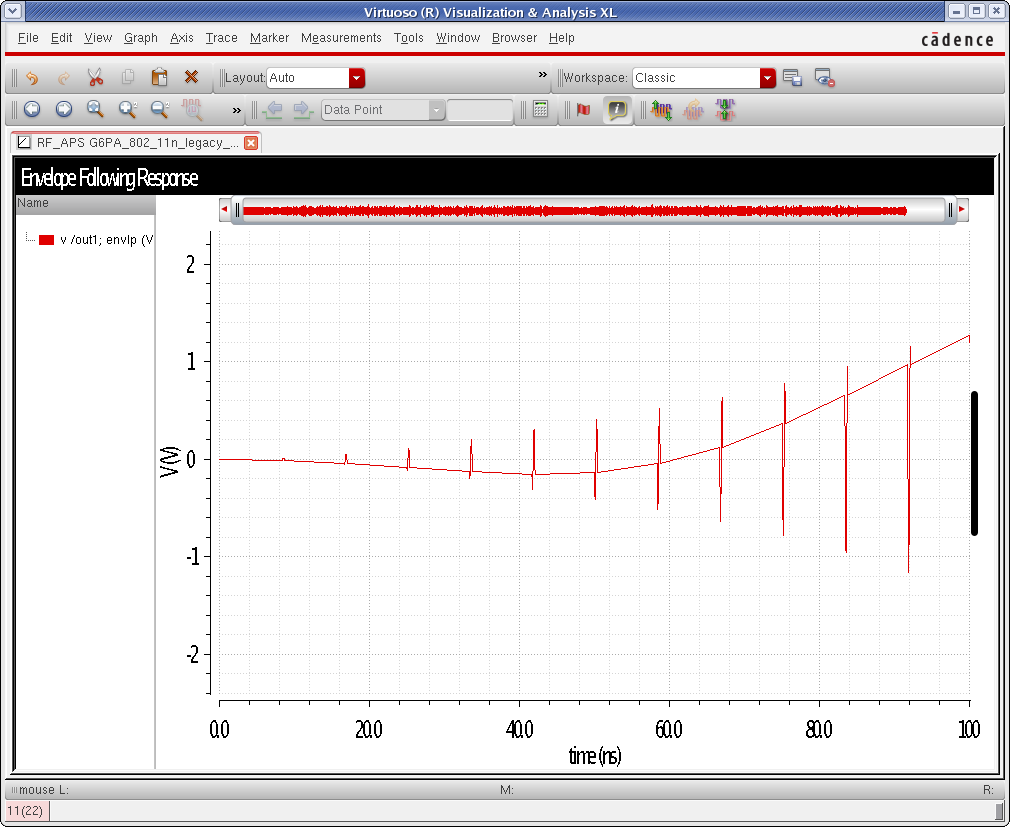 Virtuoso (R) Visualization & Analysis XL
File Edit View Graph Axis Trace Marker Measurements Tools Window Browser Help
cādence
Layout: Auto » Workspace: Classic
» Data Point
RF_APS G6PA_802_11n_legacy_...
Envelope Following Response
Name
v /out1; envlp (V
2
1
0
-1
-2
V (V)
0.0 20.0 40.0 60.0 80.0 100
time (ns)
mouse L: M: R:
11(22)